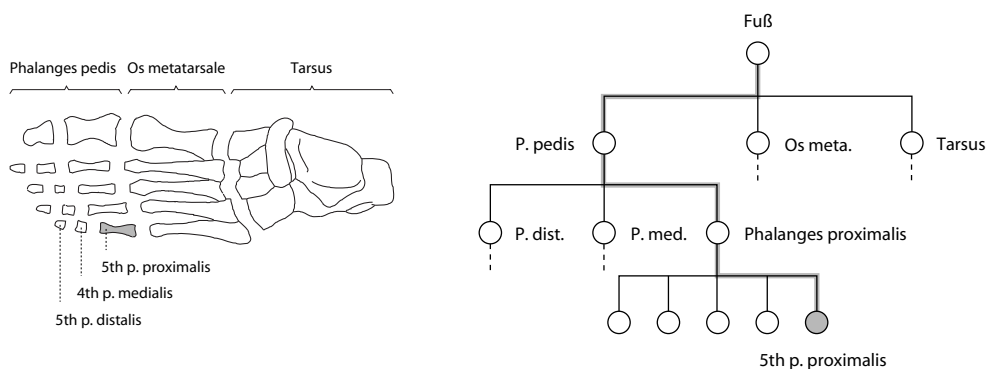 Phalanges pedis Os metatarsale Tarsus
5th p. proximalis
4th p. medialis
5th p. distalis
Fuß
P. pedis Os meta. Tarsus
P. dist. P. med. Phalanges proximalis
5th p. proximalis